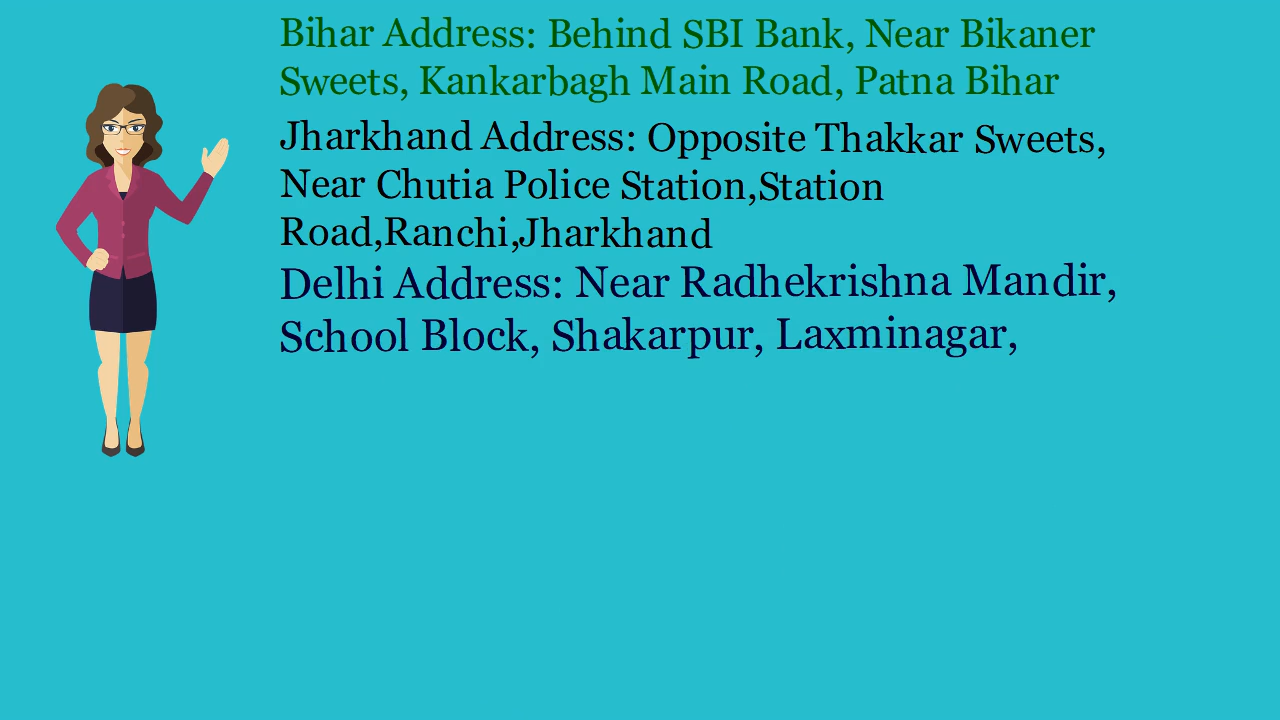 Bihar Address: Behind SBI Bank, Near Bikaner
Sweets, Kankarbagh Main Road, Patna Bihar
Jharkhand Address: Opposite Thakkar Sweets,
Near Chutia Police Station,Station
Road,Ranchi,Jharkhand
Delhi Address: Near Radhekrishna Mandir,
School Block, Shakarpur, Laxminagar,